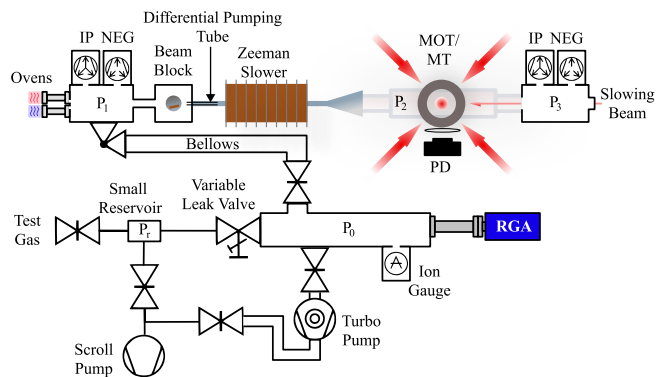 Differential Pumping
Tube
IP NEG
Beam
Block
Zeeman
Slower
MOT/
MT
IP NEG
Ovens
P1
P2
P3
Slowing
Beam
PD
Bellows
Small
Reservoir
Variable
Leak Valve
Test
Gas
Pr
P0
RGA
Ion
Gauge
Turbo
Pump
Scroll
Pump